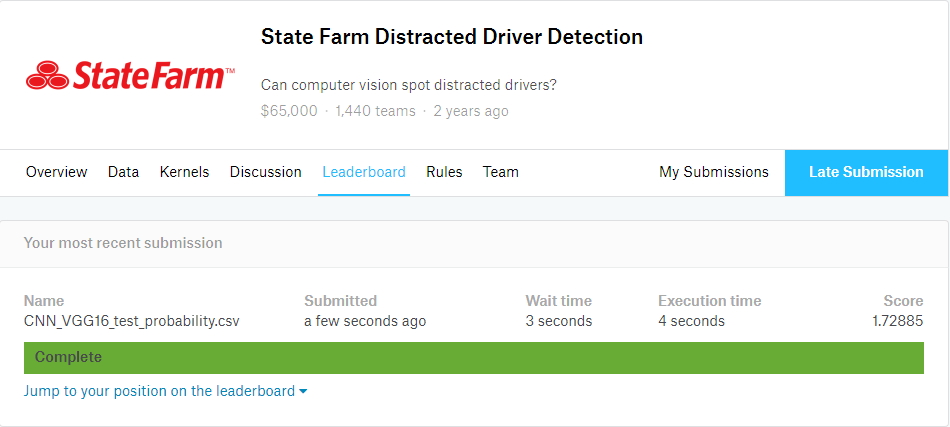 State Farm Distracted Driver Detection
StateFarm™
Can computer vision spot distracted drivers?
$65,000 · 1,440 teams · 2 years ago
Overview Data Kernels Discussion Leaderboard Rules Team My Submissions Late Submission
Your most recent submission
Name Submitted Wait time Execution time Score
CNN_VGG16_test_probability.csv a few seconds ago 3 seconds 4 seconds 1.72885
Complete
Jump to your position on the leaderboard